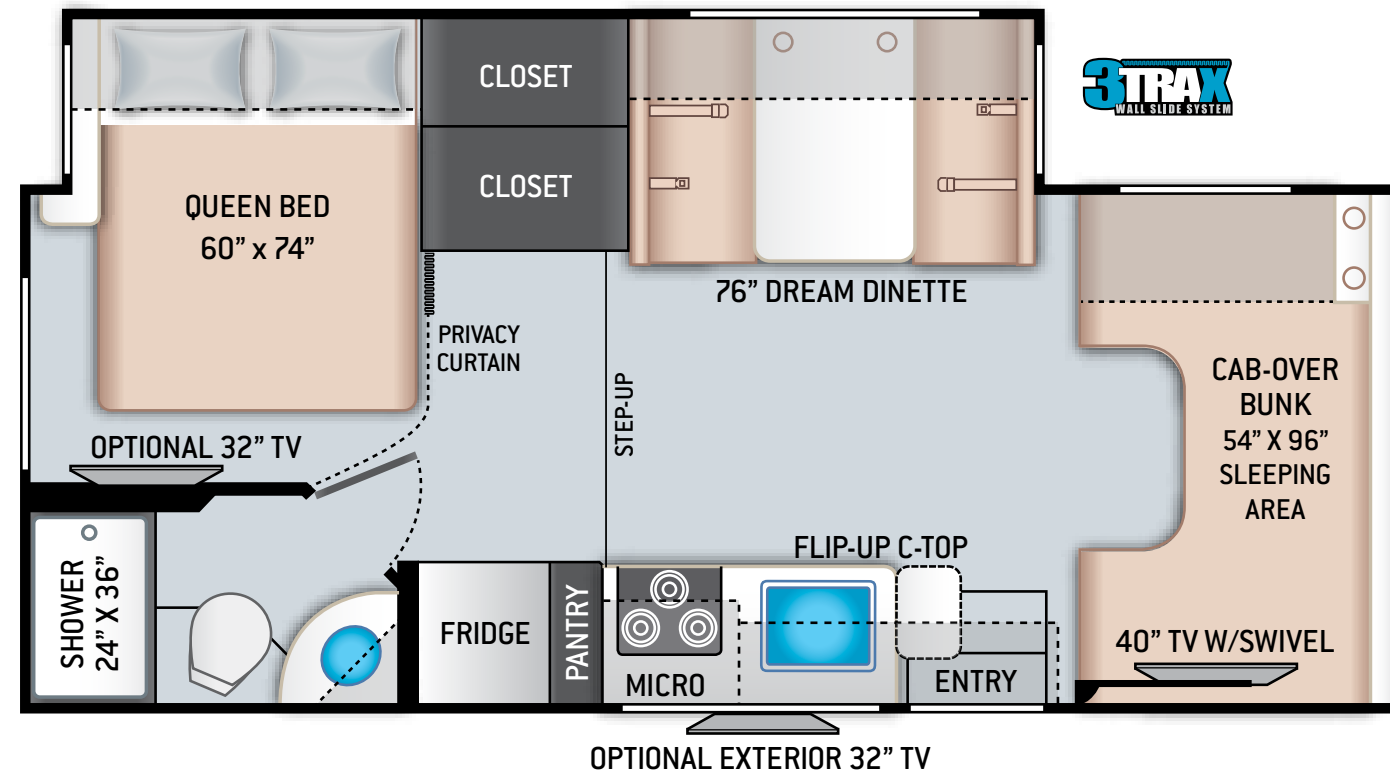 CLOSET
CLOSET
3TRAX
WALL SLIDE SYSTEM
QUEEN BED
60” x 74”
76” DREAM DINETTE
PRIVACY
CURTAIN
STEP-UP
CAB-OVER
BUNK
54” X 96”
SLEEPING
AREA
OPTIONAL 32” TV
SHOWER
24” X 36”
FRIDGE
PANTRY
MICRO
FLIP-UP C-TOP
ENTRY
40” TV W/SWIVEL
OPTIONAL EXTERIOR 32” TV